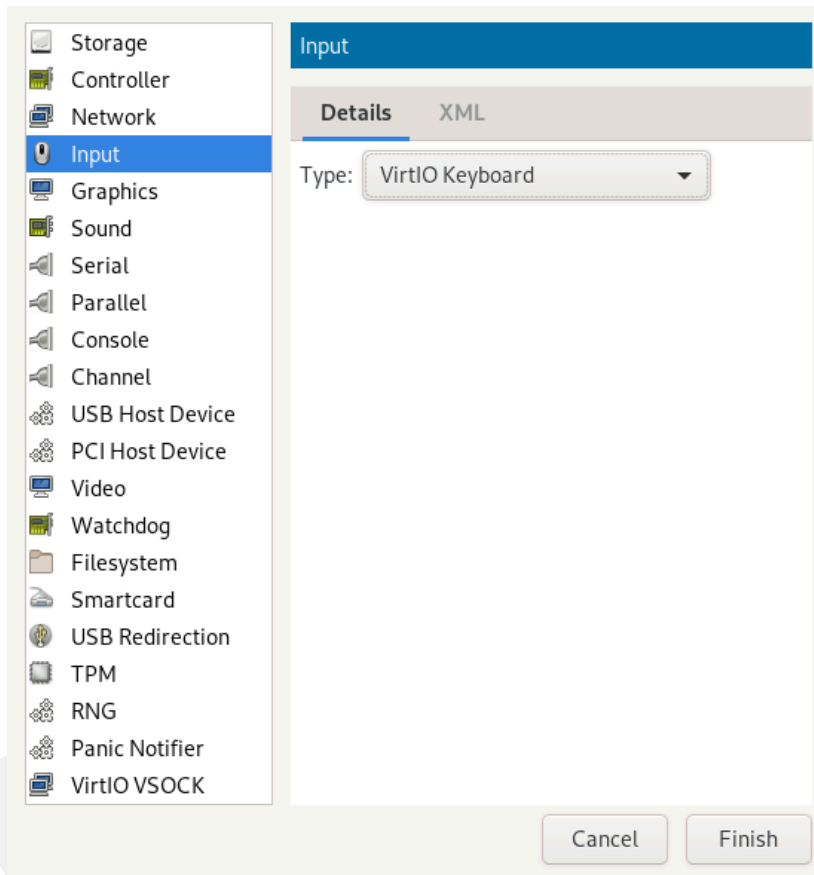 Storage
Controller
Network
Input
Graphics
Sound
Serial
Parallel
Console
Channel
USB Host Device
PCI Host Device
Video
Watchdog
Filesystem
Smartcard
USB Redirection
TPM
RNG
Panic Notifier
VirtIO VSOCK
Input
Details XML
Type: VirtIO Keyboard
Cancel Finish